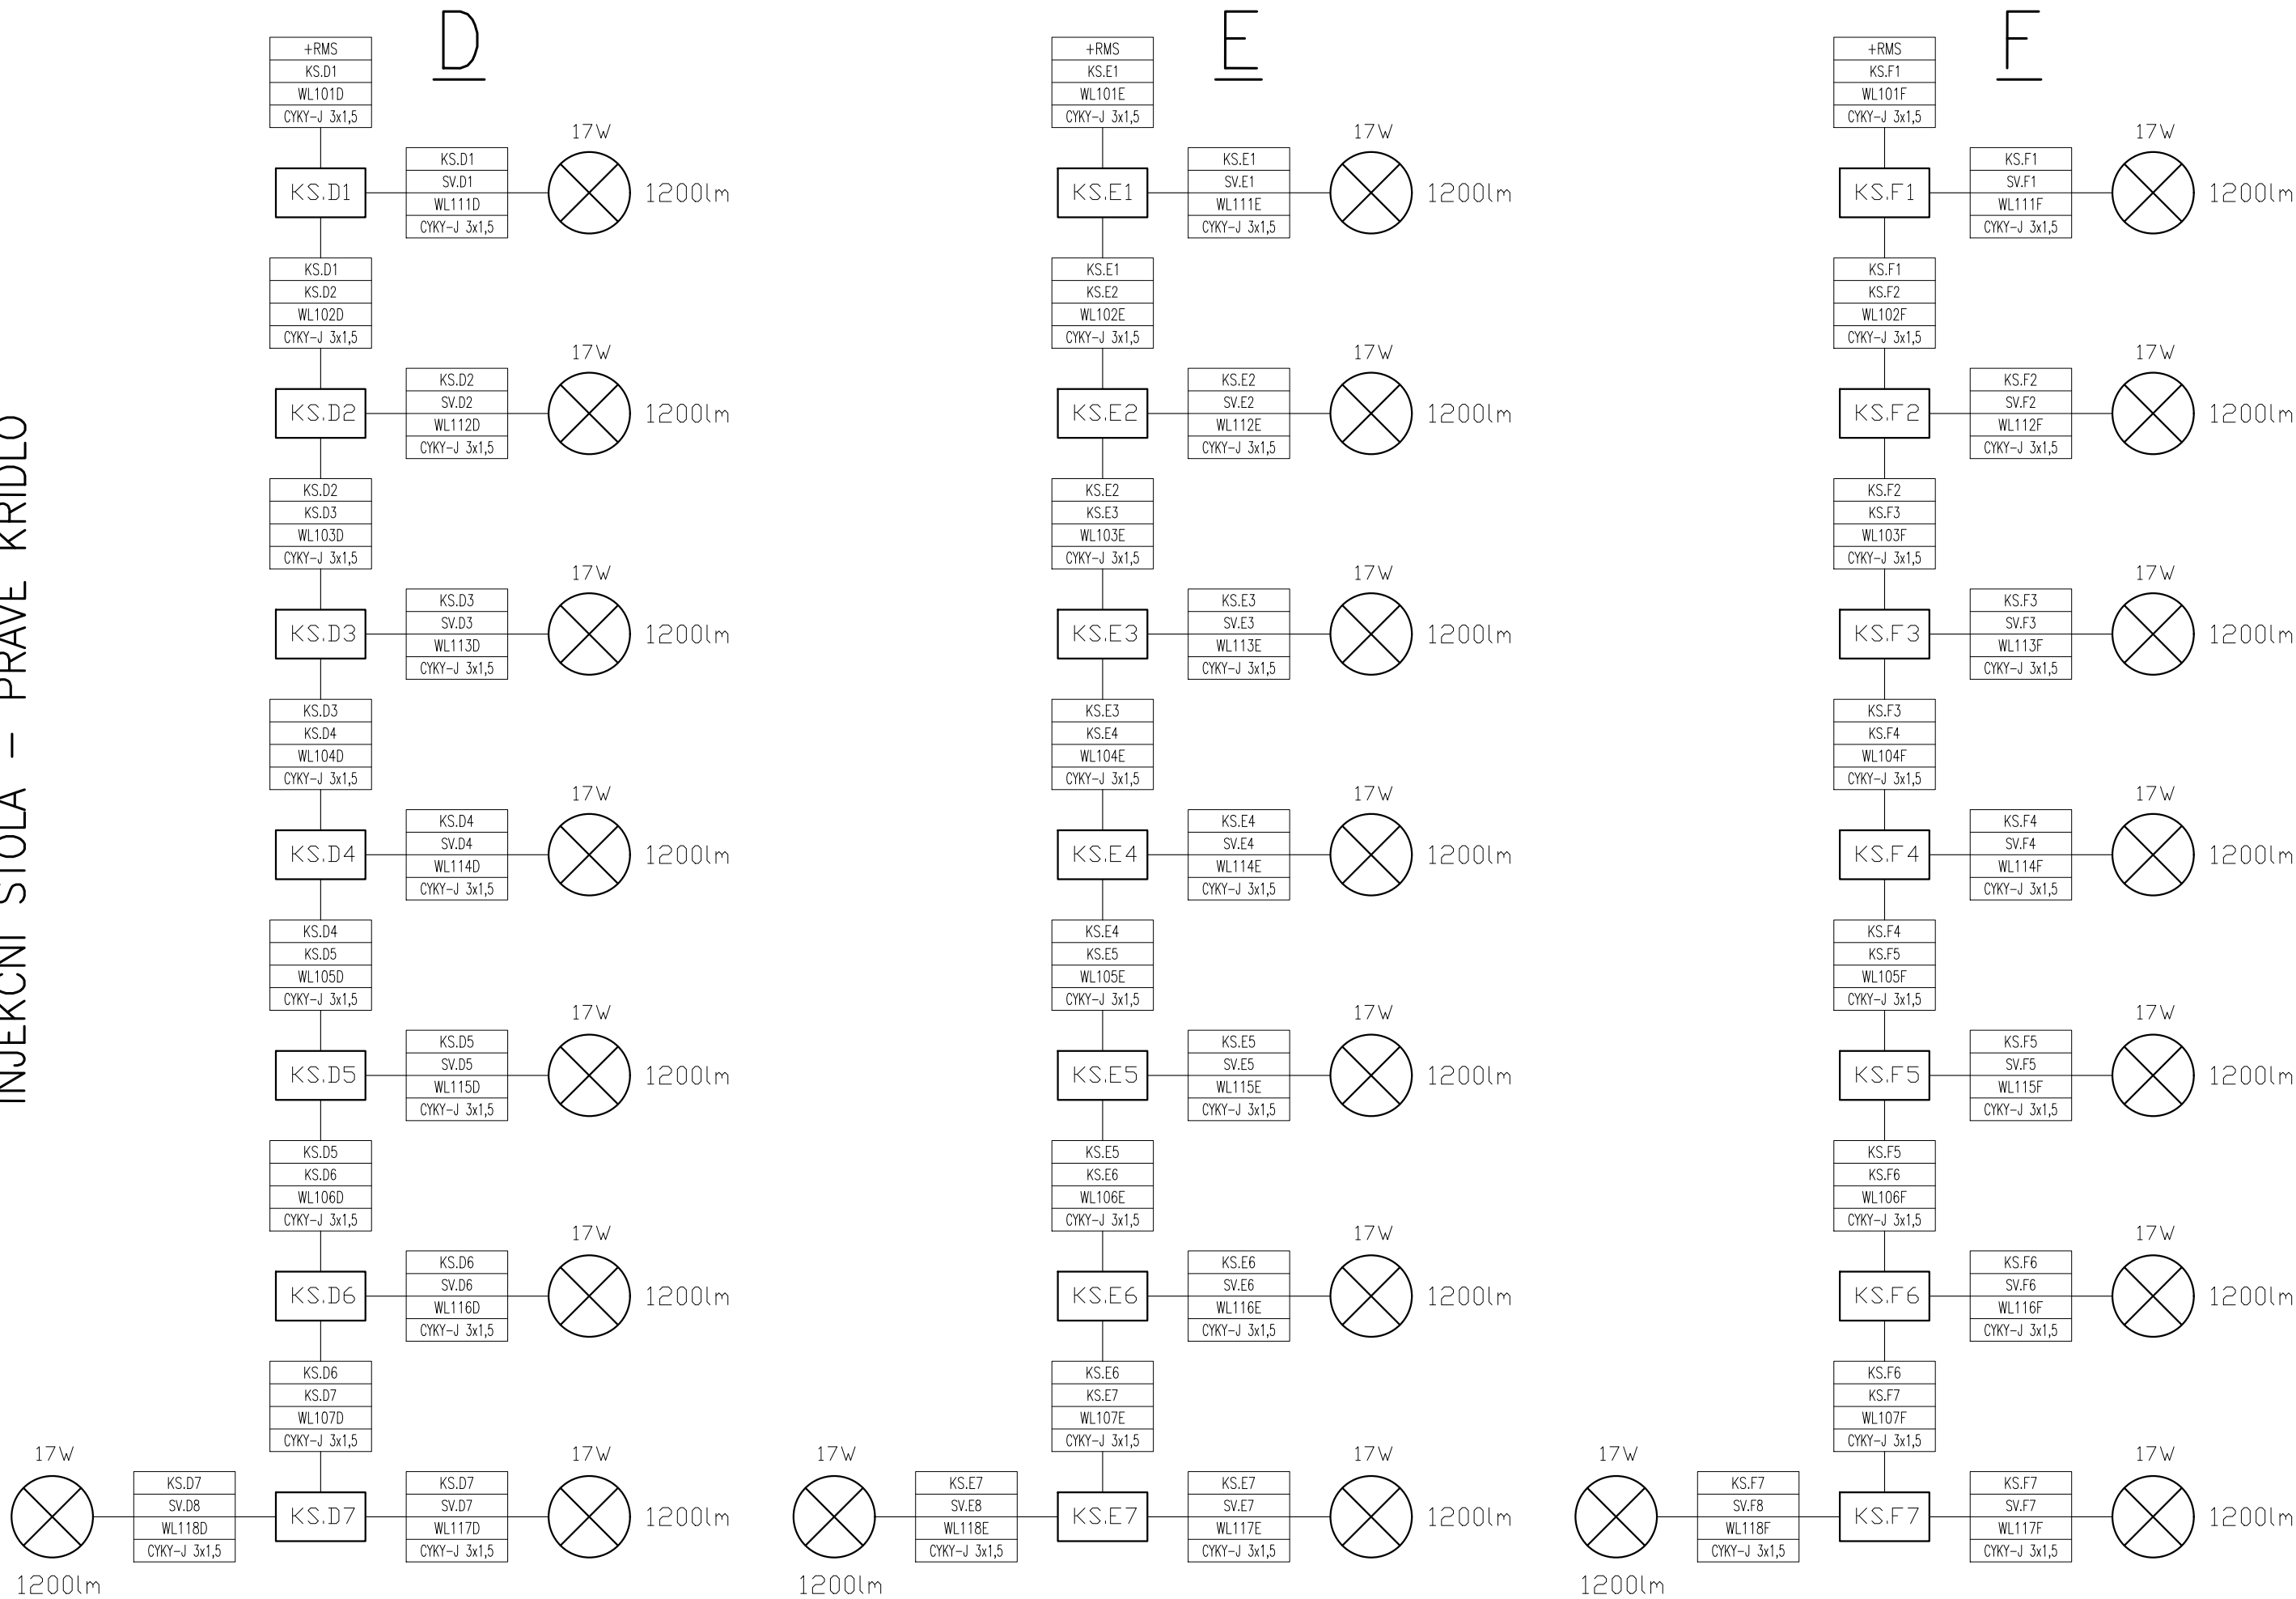 INJEKCNI STOLA - PRAVE KRIDLO
D
+RMS
KS.D1
WL101D
CYKY-J 3x1,5
KS.D1
KS.D1
SV.D1
WL111D
CYKY-J 3x1,5
17W
1200lm
KS.D1
KS.D2
WL102D
CYKY-J 3x1,5
KS.D2
KS.D2
SV.D2
WL112D
CYKY-J 3x1,5
17W
1200lm
KS.D2
KS.D3
WL103D
CYKY-J 3x1,5
KS.D3
KS.D3
SV.D3
WL113D
CYKY-J 3x1,5
17W
1200lm
KS.D3
KS.D4
WL104D
CYKY-J 3x1,5
KS.D4
KS.D4
SV.D4
WL114D
CYKY-J 3x1,5
17W
1200lm
KS.D4
KS.D5
WL105D
CYKY-J 3x1,5
KS.D5
KS.D5
SV.D5
WL115D
CYKY-J 3x1,5
17W
1200lm
KS.D5
KS.D6
WL106D
CYKY-J 3x1,5
KS.D6
KS.D6
SV.D6
WL116D
CYKY-J 3x1,5
17W
1200lm
KS.D6
KS.D7
WL107D
CYKY-J 3x1,5
17W
1200lm
KS.D7
SV.D8
WL118D
CYKY-J 3x1,5
KS.D7
KS.D7
SV.D7
WL117D
CYKY-J 3x1,5
17W
1200lm
E
+RMS
KS.E1
WL101E
CYKY-J 3x1,5
KS.E1
KS.E1
SV.E1
WL111E
CYKY-J 3x1,5
17W
1200lm
KS.E1
KS.E2
WL102E
CYKY-J 3x1,5
KS.E2
KS.E2
SV.E2
WL112E
CYKY-J 3x1,5
17W
1200lm
KS.E2
KS.E3
WL103E
CYKY-J 3x1,5
KS.E3
KS.E3
SV.E3
WL113E
CYKY-J 3x1,5
17W
1200lm
KS.E3
KS.E4
WL104E
CYKY-J 3x1,5
KS.E4
KS.E4
SV.E4
WL114E
CYKY-J 3x1,5
17W
1200lm
KS.E4
KS.E5
WL105E
CYKY-J 3x1,5
KS.E5
KS.E5
SV.E5
WL115E
CYKY-J 3x1,5
17W
1200lm
KS.E5
KS.E6
WL106E
CYKY-J 3x1,5
KS.E6
KS.E6
SV.E6
WL116E
CYKY-J 3x1,5
17W
1200lm
KS.E6
KS.E7
WL107E
CYKY-J 3x1,5
17W
1200lm
KS.E7
SV.E8
WL118E
CYKY-J 3x1,5
KS.E7
KS.E7
SV.E7
WL117E
CYKY-J 3x1,5
17W
1200lm
F
+RMS
KS.F1
WL101F
CYKY-J 3x1,5
KS.F1
KS.F1
SV.F1
WL111F
CYKY-J 3x1,5
17W
1200lm
KS.F1
KS.F2
WL102F
CYKY-J 3x1,5
KS.F2
KS.F2
SV.F2
WL112F
CYKY-J 3x1,5
17W
1200lm
KS.F2
KS.F3
WL103F
CYKY-J 3x1,5
KS.F3
KS.F3
SV.F3
WL113F
CYKY-J 3x1,5
17W
1200lm
KS.F3
KS.F4
WL104F
CYKY-J 3x1,5
KS.F4
KS.F4
SV.F4
WL114F
CYKY-J 3x1,5
17W
1200lm
KS.F4
KS.F5
WL105F
CYKY-J 3x1,5
KS.F5
KS.F5
SV.F5
WL115F
CYKY-J 3x1,5
17W
1200lm
KS.F5
KS.F6
WL106F
CYKY-J 3x1,5
KS.F6
KS.F6
SV.F6
WL116F
CYKY-J 3x1,5
17W
1200lm
KS.F6
KS.F7
WL107F
CYKY-J 3x1,5
17W
1200lm
KS.F7
SV.F8
WL118F
CYKY-J 3x1,5
KS.F7
KS.F7
SV.F7
WL117F
CYKY-J 3x1,5
17W
1200lm